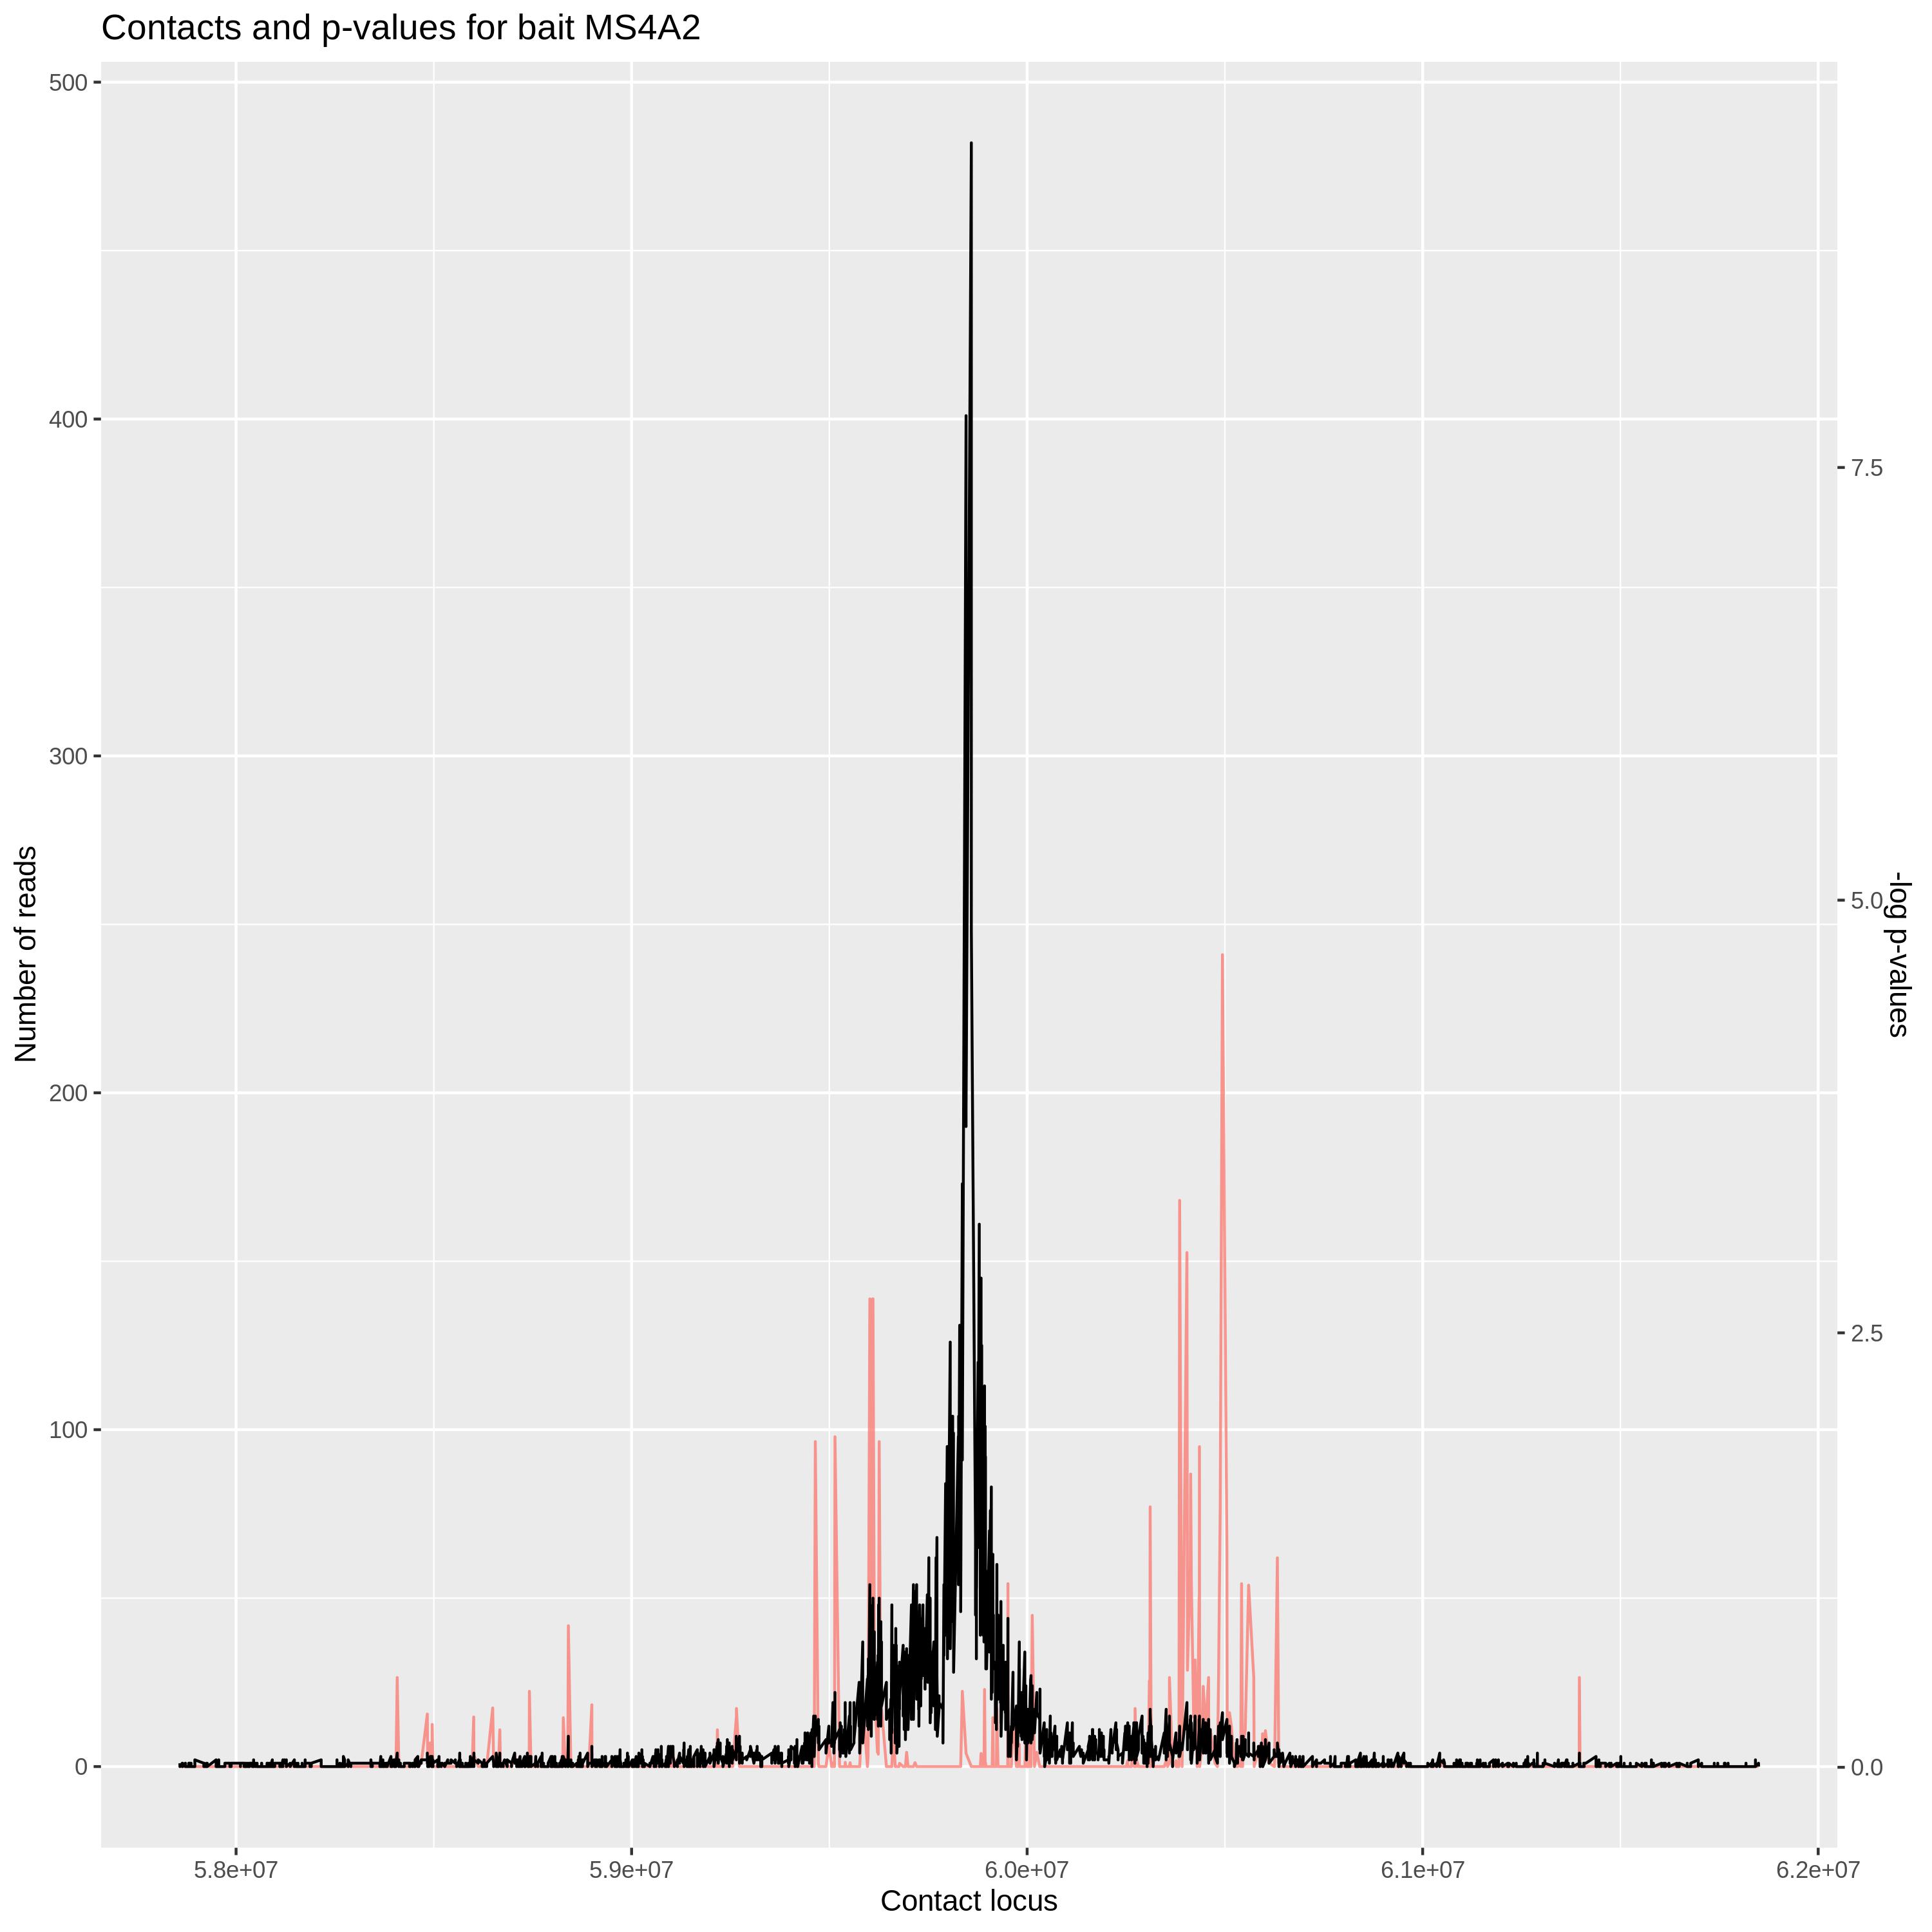 Contacts and p-values for bait MS4A2
500
400
300
200
100
0
Number of reads
7.5
5.0
2.5
0.0
-log p-values
5.8e+07 5.9e+07 6.0e+07 6.1e+07 6.2e+07
Contact locus